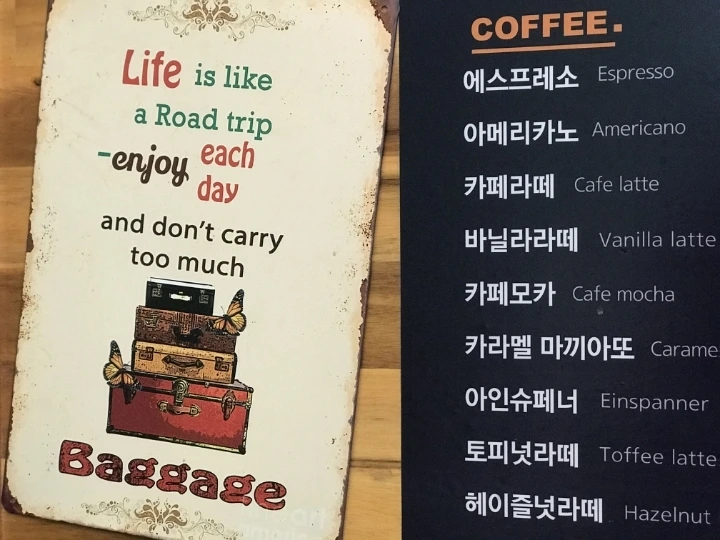 Life is like
a Road trip
-enjoy each
day
and don't carry
too much
Baggage
COFFEE.
에스프레소 Espresso
아메리카노 Americano
카페라떼 Cafe latte
바닐라라떼 Vanilla latte
카페모카 Cafe mocha
카라멜 마끼아또 Carame
아인슈페너 Einspanner
토피넛라떼 Toffee latte
헤이즐넛라떼 Hazelnut